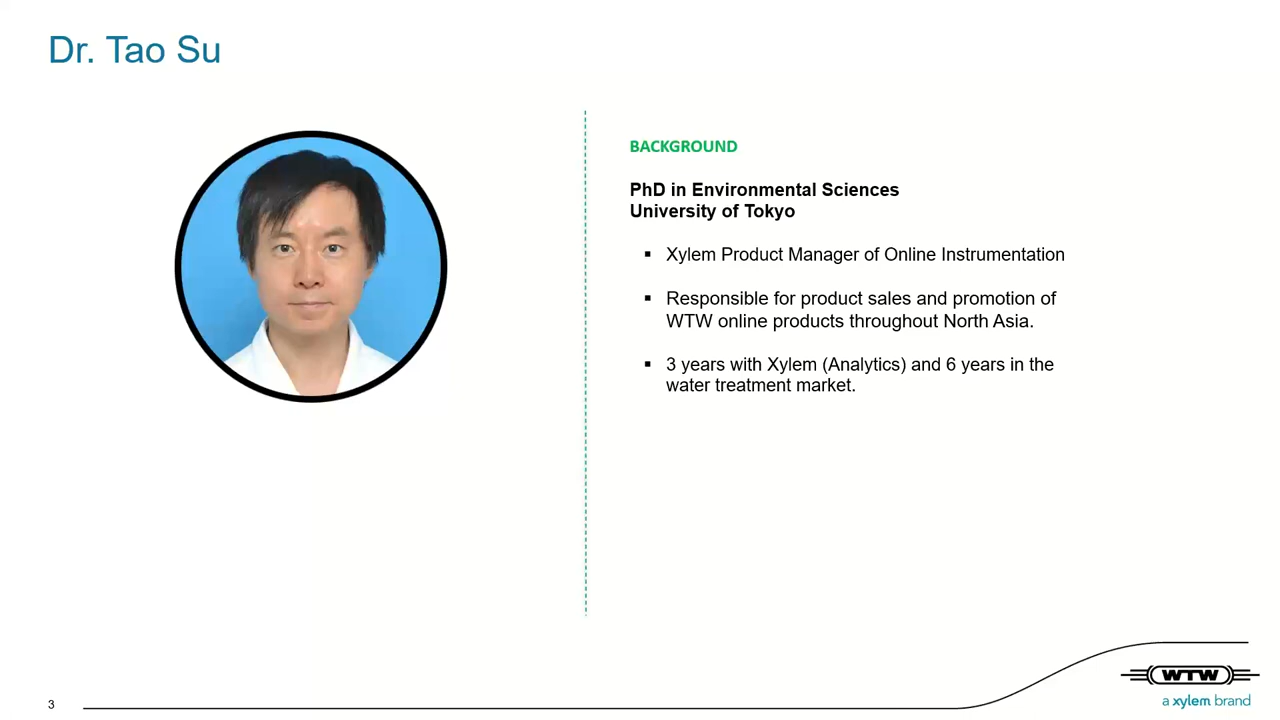 Dr. Tao Su
BACKGROUND
PhD in Environmental Sciences
University of Tokyo
▪ Xylem Product Manager of Online Instrumentation
▪ Responsible for product sales and promotion of
WTW online products throughout North Asia.
▪ 3 years with Xylem (Analytics) and 6 years in the
water treatment market.
WTW
a xylem brand
3